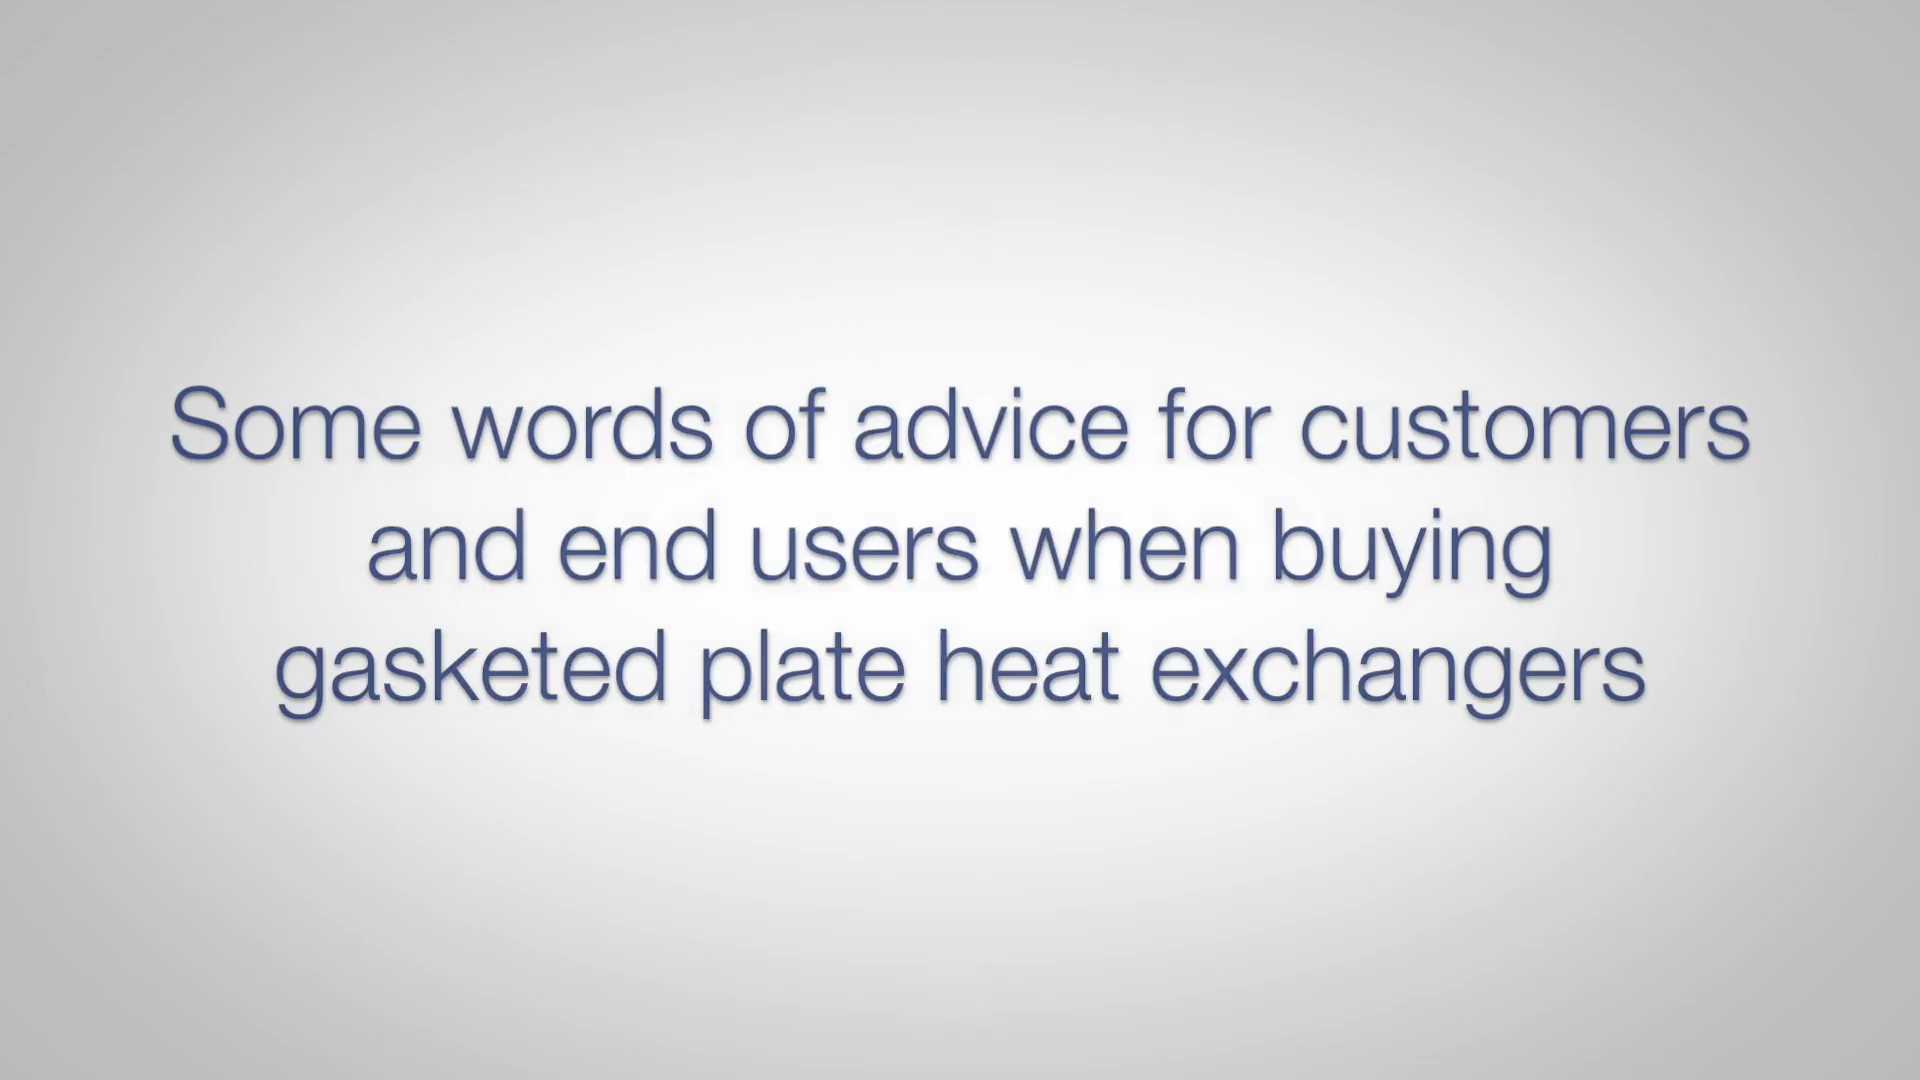 Some words of advice for customers
and end users when buying
gasketed plate heat exchangers